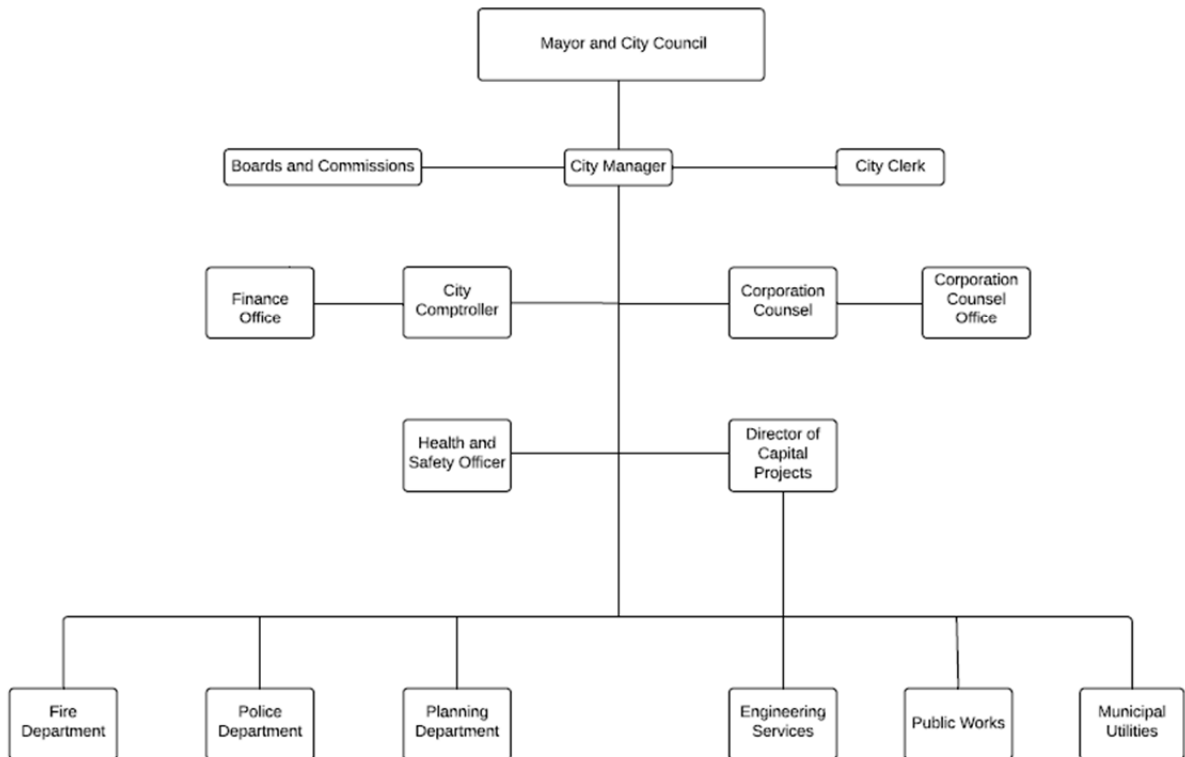 Mayor and City Council
Boards and Commissions
City Manager
City Clerk
Finance
Office
City
Comptroller
Corporation
Counsel
Corporation
Counsel
Office
Health and
Safety Officer
Director of
Capital
Projects
Fire
Department
Police
Department
Planning
Department
Engineering
Services
Public Works
Municipal
Utilities